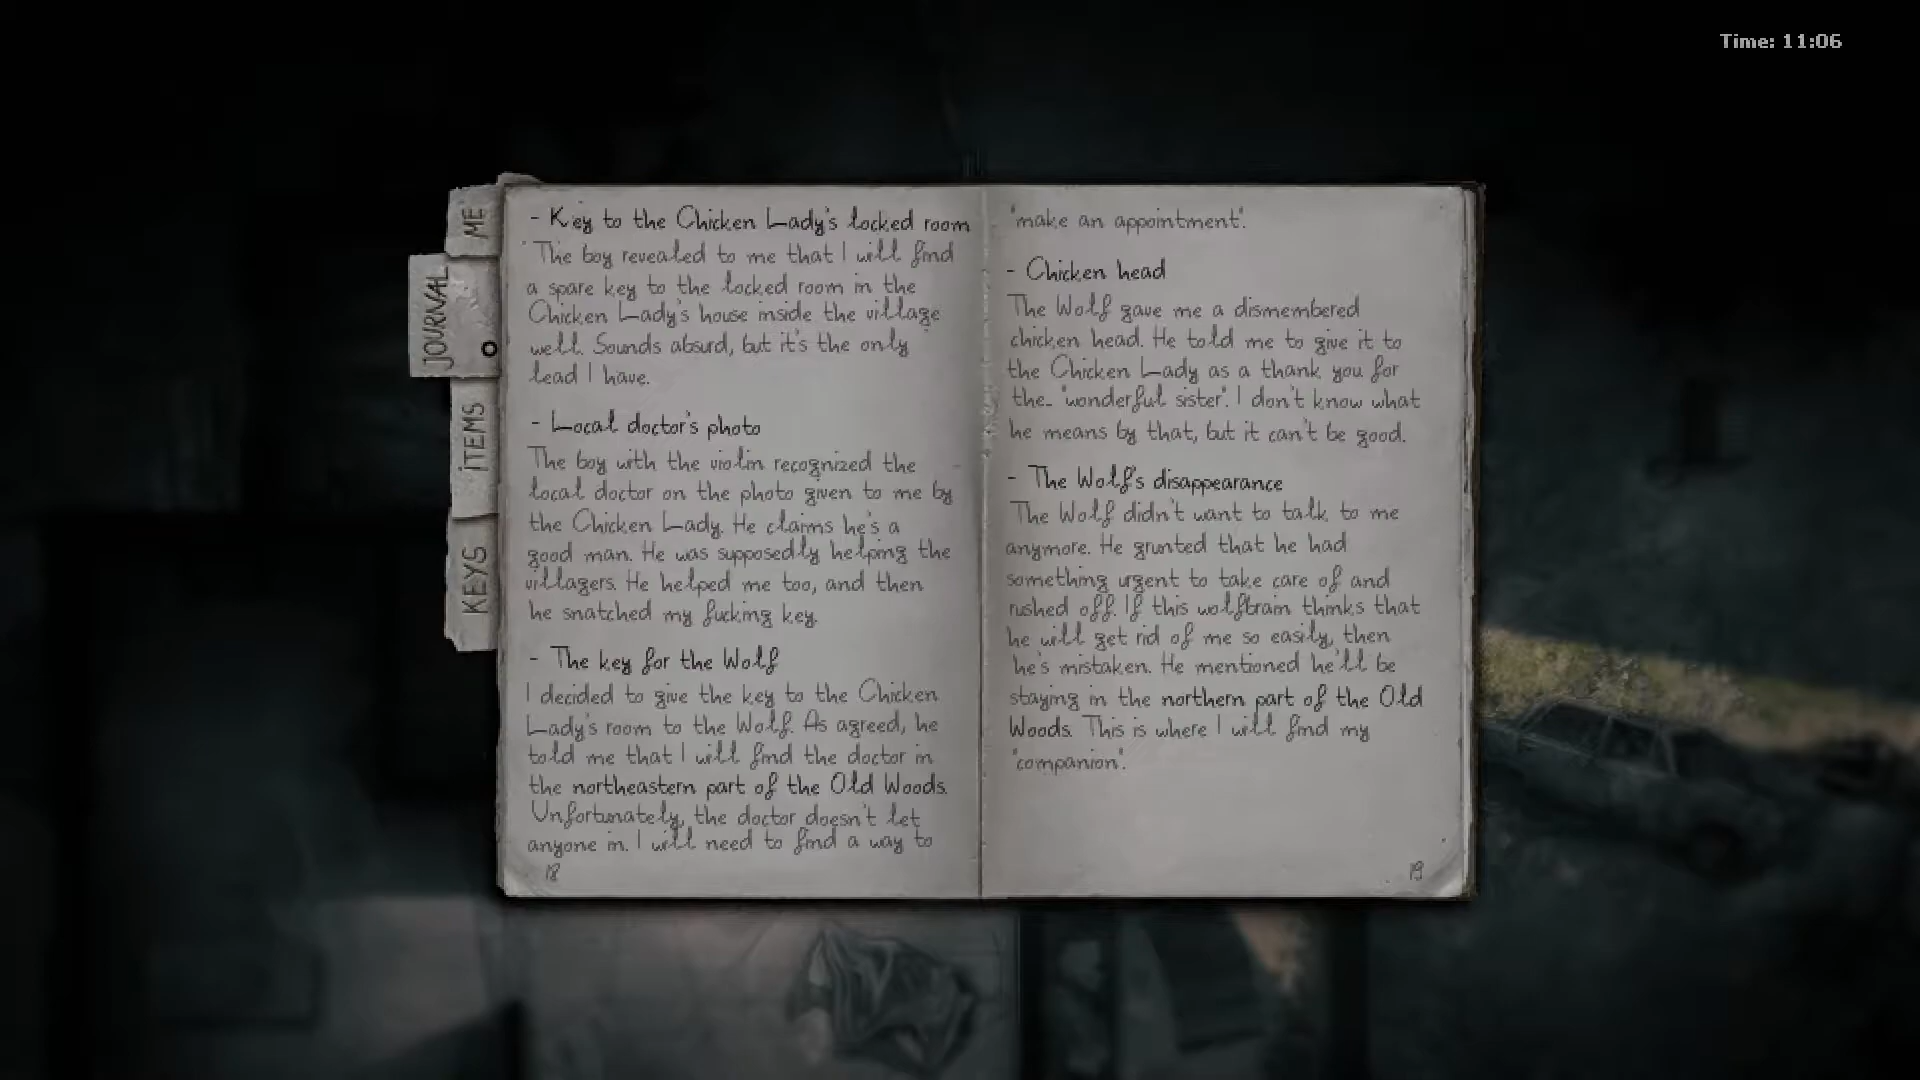 Time: 11:06
ME
JOURNAL
ITEMS
KEYS
- Key to the Chicken Lady's locked room
The boy revealed to me that I will find
a spare key to the locked room in the
Chicken Lady's house inside the village
well. Sounds absurd, but it's the only
lead I have.
- Local doctor's photo
The boy with the violin recognized the
local doctor on the photo given to me by
the Chicken Lady. He claims he's a
good man. He was supposedly helping the
villagers. He helped me too, and then
he snatched my fucking key.
- The key for the Wolf
I decided to give the key to the Chicken
Lady's room to the Wolf. As agreed, he
told me that I will find the doctor in
the northeastern part of the Old Woods.
Unfortunately, the doctor doesn't let
anyone in. I will need to find a way to
18
'make an appointment'.
- Chicken head
The Wolf gave me a dismembered
chicken head. He told me to give it to
the Chicken Lady as a thank you for
the... 'wonderful sister'. I don't know what
he means by that, but it can't be good.
- The Wolf's disappearance
The Wolf didn't want to talk to me
anymore. He grunted that he had
something urgent to take care of and
rushed off. If this wolfbrain thinks that
he will get rid of me so easily, then
he's mistaken. He mentioned he'll be
staying in the northern part of the Old
Woods. This is where I will find my
'companion'.
19